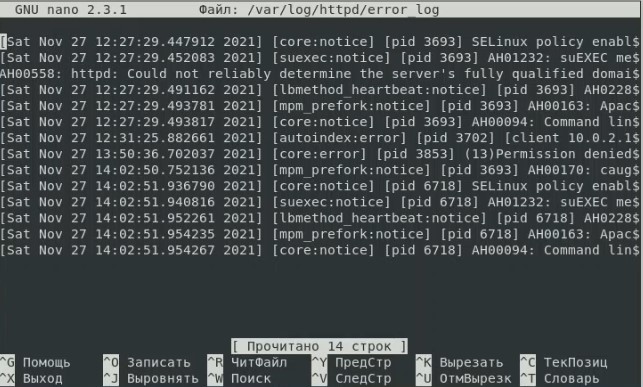 GNU nano 2.3.1 Файл: /var/log/httpd/error_log
[Sat Nov 27 12:27:29.447912 2021] [core:notice] [pid 3693] SELinux policy enabl$
[Sat Nov 27 12:27:29.452083 2021] [suexec:notice] [pid 3693] AH01232: suEXEC me$
AH00558: httpd: Could not reliably determine the server's fully qualified domai$
[Sat Nov 27 12:27:29.491162 2021] [lbmethod_heartbeat:notice] [pid 3693] AH0228$
[Sat Nov 27 12:27:29.493781 2021] [mpm_prefork:notice] [pid 3693] AH00163: Apac$
[Sat Nov 27 12:27:29.493817 2021] [core:notice] [pid 3693] AH00094: Command lin$
[Sat Nov 27 12:31:25.882661 2021] [autoindex:error] [pid 3702] [client 10.0.2.1$
[Sat Nov 27 13:50:36.702037 2021] [core:error] [pid 3853] (13)Permission denied$
[Sat Nov 27 14:02:50.752136 2021] [mpm_prefork:notice] [pid 3693] AH00170: caug$
[Sat Nov 27 14:02:51.936790 2021] [core:notice] [pid 6718] SELinux policy enabl$
[Sat Nov 27 14:02:51.940816 2021] [suexec:notice] [pid 6718] AH01232: suEXEC me$
[Sat Nov 27 14:02:51.952261 2021] [lbmethod_heartbeat:notice] [pid 6718] AH0228$
[Sat Nov 27 14:02:51.954235 2021] [mpm_prefork:notice] [pid 6718] AH00163: Apac$
[Sat Nov 27 14:02:51.954267 2021] [core:notice] [pid 6718] AH00094: Command lin$
[ Прочитано 14 строк ]
^G Помощь ^O Записать ^R ЧитФайл ^Y ПредСтр ^K Вырезать ^C ТекПозиц
^X Выход ^J Выровнять ^W Поиск ^V СледСтр ^U ОтмВырезк ^T Словарь